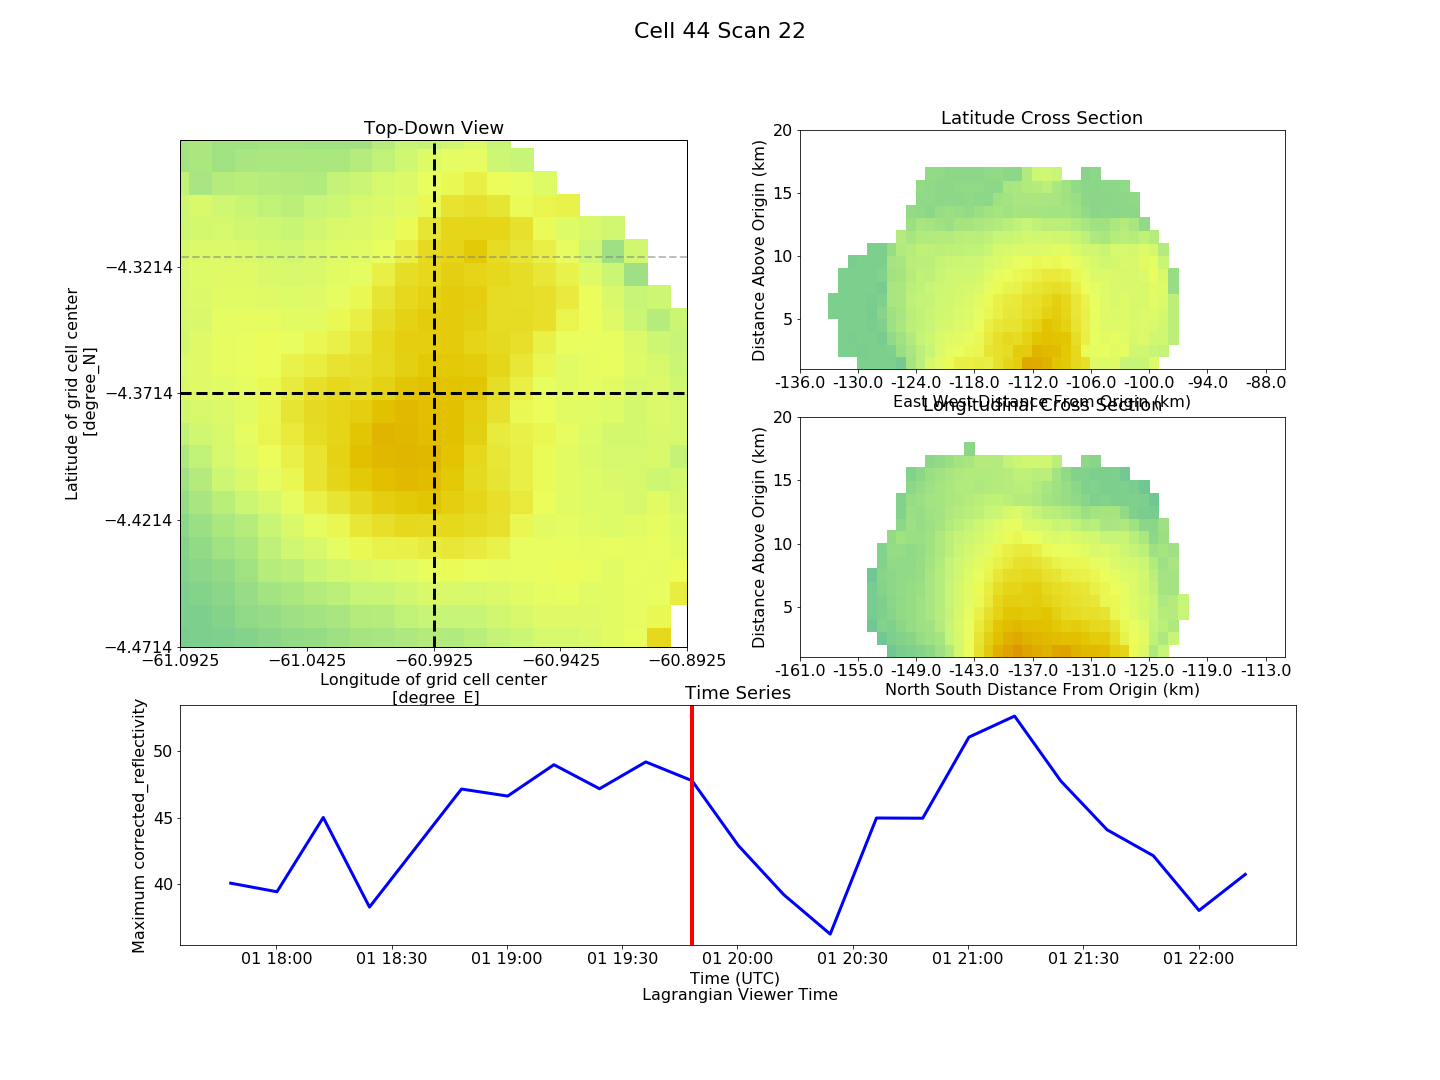 Cell 44 Scan 22
Top-Down View
Latitude of grid cell center
[degree_N]
−4.3214
−4.3714
−4.4214
−4.4714
−61.0925 −61.0425 −60.9925 −60.9425 −60.8925
Longitude of grid cell center
[degree_E]
Latitude Cross Section
Distance Above Origin (km)
20
15
10
5
-136.0 -130.0 -124.0 -118.0 -112.0 -106.0 -100.0 -94.0 -88.0
East West Distance From Origin (km)
Longitudinal Cross Section
Distance Above Origin (km)
20
15
10
5
-161.0 -155.0 -149.0 -143.0 -137.0 -131.0 -125.0 -119.0 -113.0
North South Distance From Origin (km)
Time Series
Maximum corrected_reflectivity
50
45
40
01 18:00 01 18:30 01 19:00 01 19:30 01 20:00 01 20:30 01 21:00 01 21:30 01 22:00
Time (UTC)
Lagrangian Viewer Time